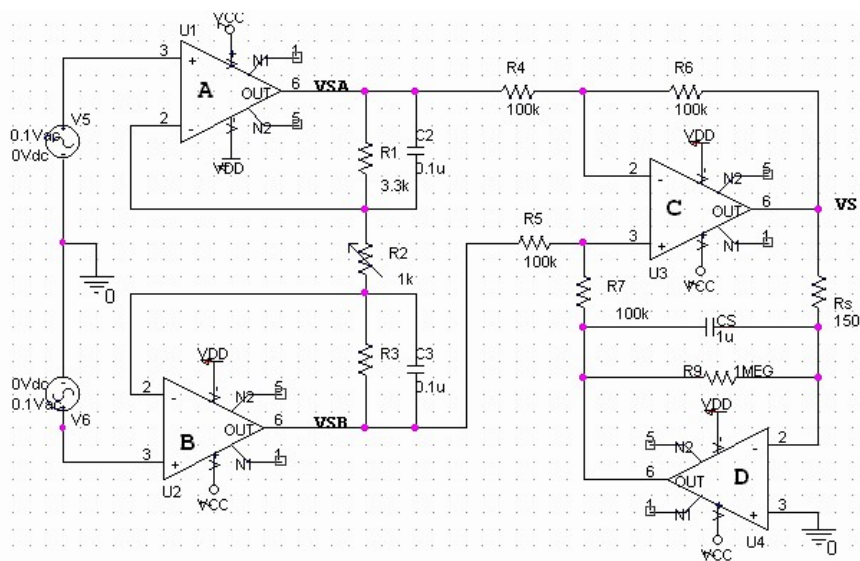 U1
VCC
3
+
N1
1
A
OUT
6
VSA
2
-
N2
5
VDD
V5
0.1Vac
0Vdc
R4
100k
R6
100k
R1
3.3k
C2
0.1u
VDD
2
-
N2
5
C
OUT
6
VS
3
+
N1
1
U3
VCC
R5
100k
R2
1k
0
R7
100k
Rs
150
CS
1u
R9
1MEG
0Vdc
0.1Vac
V6
VDD
2
-
N2
5
B
OUT
6
VSB
3
+
N1
1
U2
VCC
R3
C3
0.1u
VDD
5
N2
-
2
6
OUT
D
1
N1
+
3
U4
0
VCC